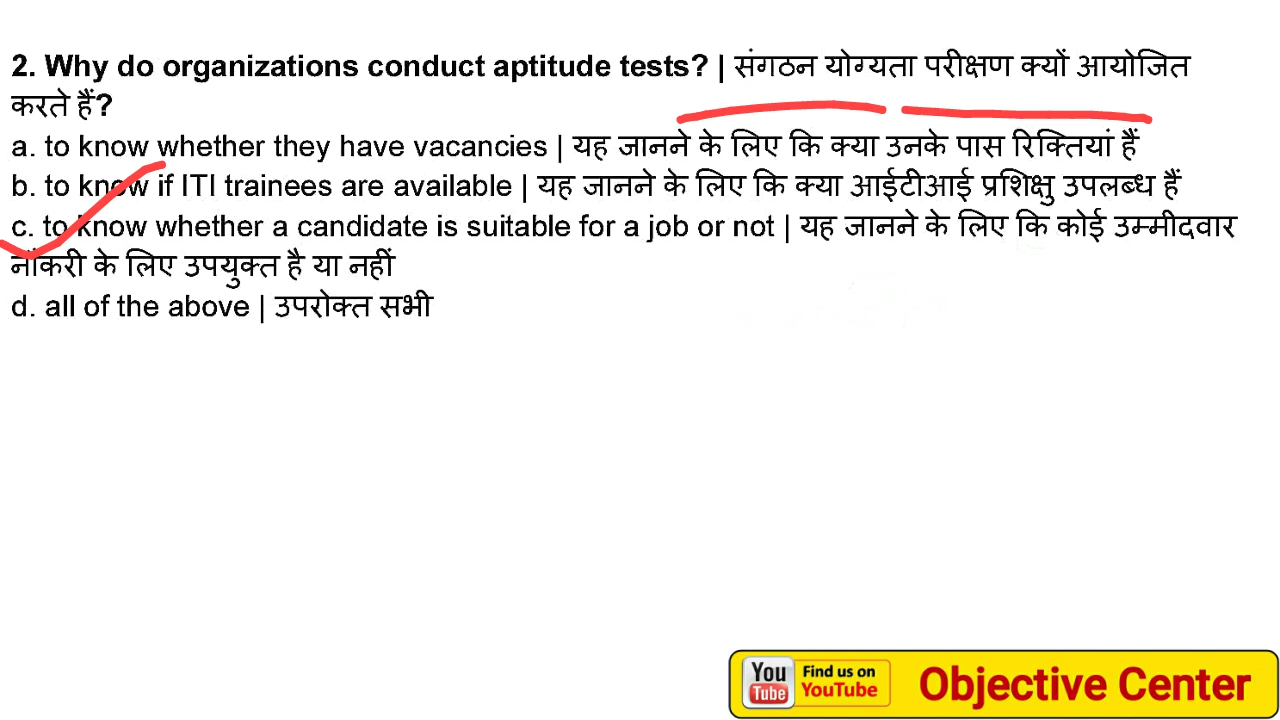 2. Why do organizations conduct aptitude tests? | संगठन योग्यता परीक्षण क्यों आयोजित
करते हैं?
a. to know whether they have vacancies | यह जानने के लिए कि क्या उनके पास रिक्तियां हैं
b. to know if ITI trainees are available | यह जानने के लिए कि क्या आईटीआई प्रशिक्षु उपलब्ध हैं
c. to know whether a candidate is suitable for a job or not | यह जानने के लिए कि कोई उम्मीदवार
नौकरी के लिए उपयुक्त है या नहीं
d. all of the above | उपरोक्त सभी
You Tube
Find us on
YouTube
Objective Center